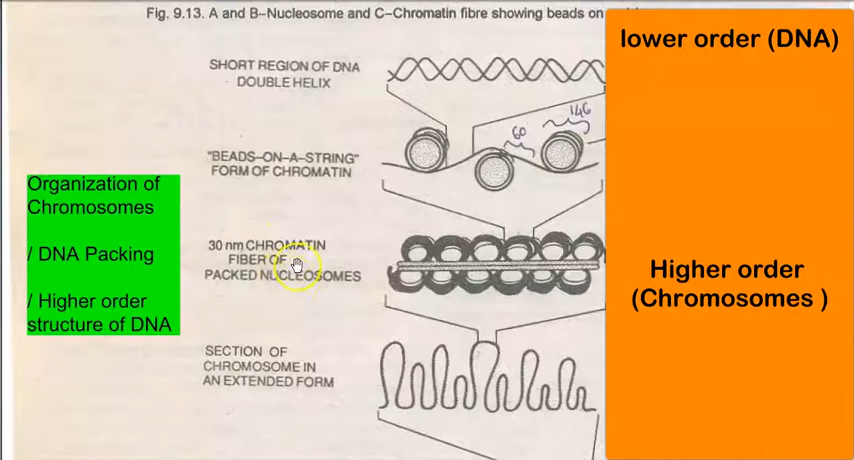 Fig. 9.13. A and B–Nucleosome and C–Chromatin fibre showing beads on
lower order (DNA)
SHORT REGION OF DNA
DOUBLE HELIX
146
60
"BEADS–ON–A–STRING"
FORM OF CHROMATIN
Organization of
Chromosomes
/ DNA Packing
/ Higher order
structure of DNA
30 nm CHROMATIN
FIBER OF
PACKED NUCLEOSOMES
Higher order
(Chromosomes )
SECTION OF
CHROMOSOME IN
AN EXTENDED FORM